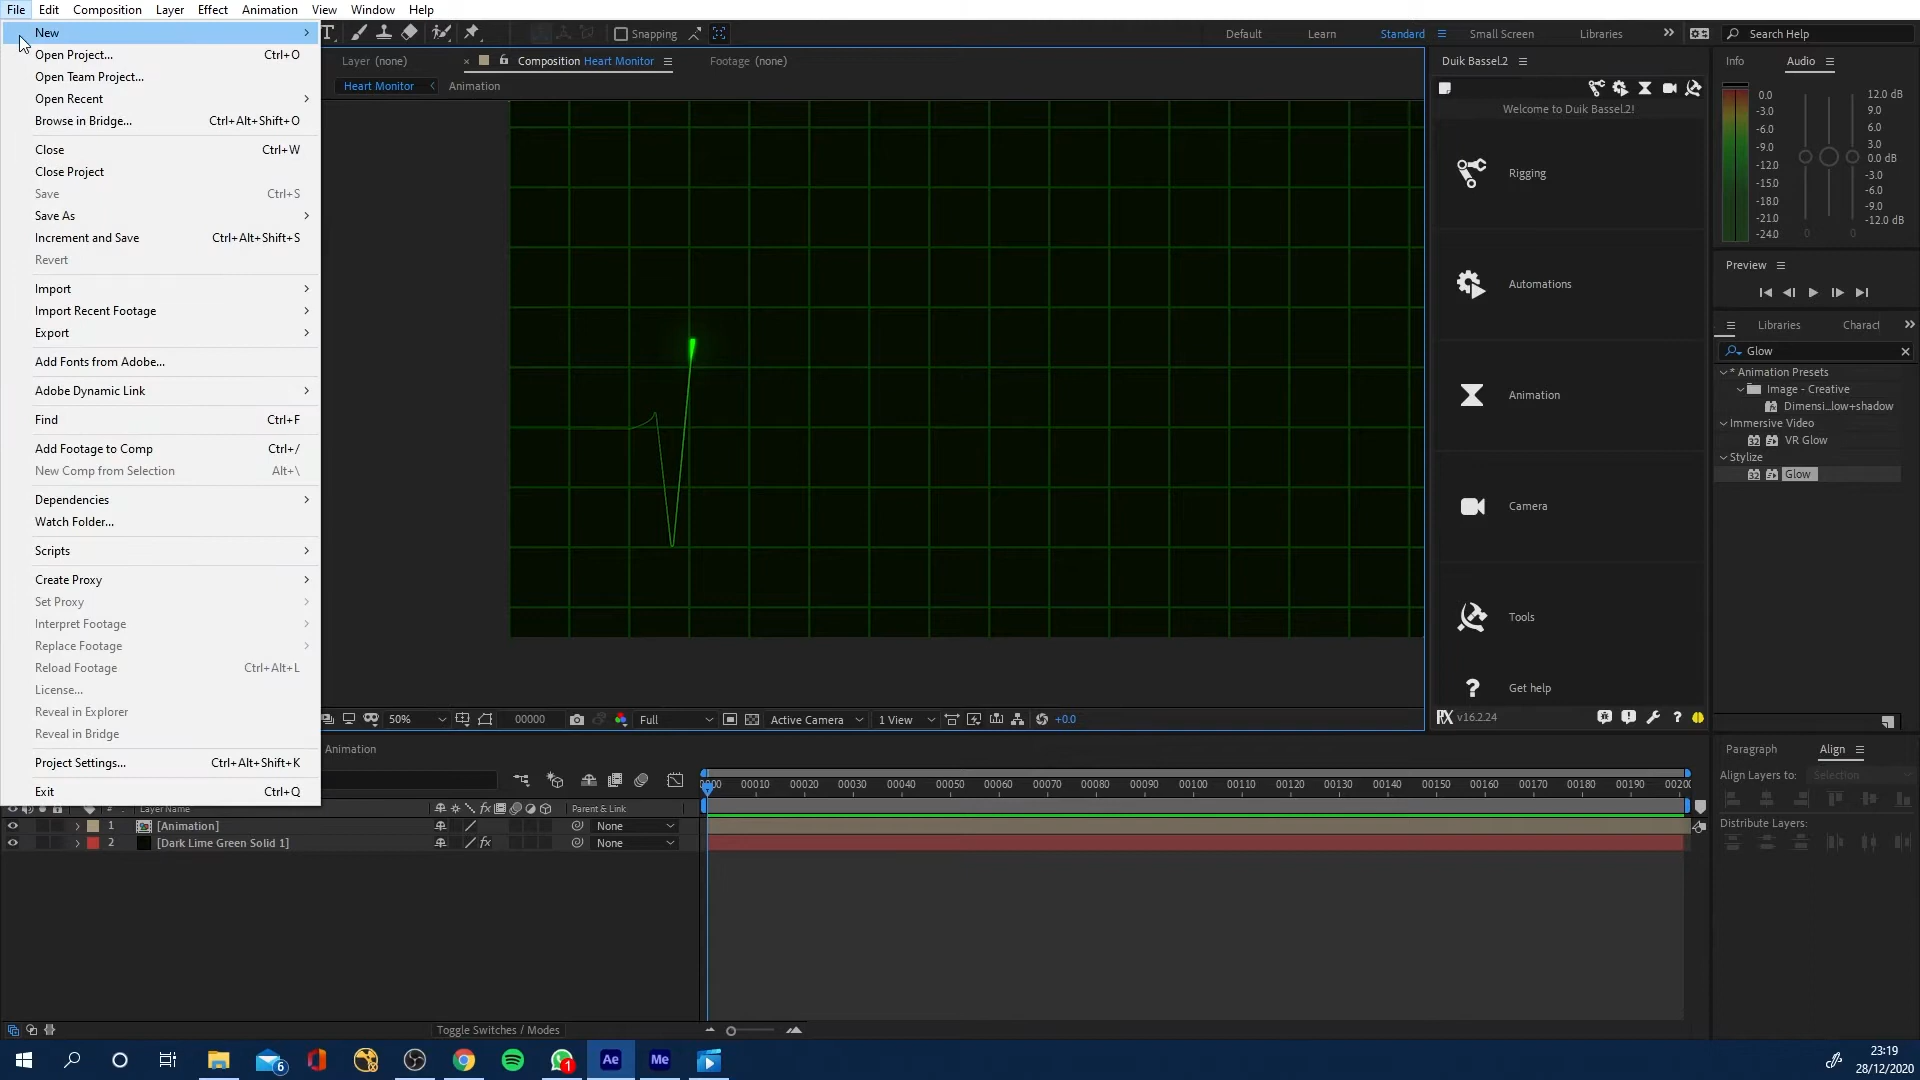 File Edit Composition Layer Effect Animation View Window Help
New
Open Project... Ctrl+O
Open Team Project...
Open Recent
Browse in Bridge... Ctrl+Alt+Shift+O
Close Ctrl+W
Close Project
Save Ctrl+S
Save As
Increment and Save Ctrl+Alt+Shift+S
Revert
Import
Import Recent Footage
Export
Add Fonts from Adobe...
Adobe Dynamic Link
Find Ctrl+F
Add Footage to Comp Ctrl+/
New Comp from Selection Alt+\
Dependencies
Watch Folder...
Scripts
Create Proxy
Set Proxy
Interpret Footage
Replace Footage
Reload Footage Ctrl+Alt+L
License...
Reveal in Explorer
Reveal in Bridge
Project Settings... Ctrl+Alt+Shift+K
Exit Ctrl+Q
Snapping
Default Learn Standard Small Screen Libraries Search Help
Layer (none) Composition Heart Monitor Footage (none)
Heart Monitor Animation
50% 00000 Full Active Camera 1 View +0.0
Duik Bassel.2
Welcome to Duik Bassel.2!
Rigging
Automations
Animation
Camera
Tools
Get help
v16.2.24
Info Audio
0.0
-3.0
-6.0
-9.0
-12.0
-15.0
-18.0
-21.0
-24.0
12.0 dB
9.0
6.0
3.0
0.0 dB
-3.0
-6.0
-9.0
-12.0 dB
0 0
Preview
Libraries Charact
Glow
* Animation Presets
Image - Creative
Dimensi...low+shadow
Immersive Video
VR Glow
Stylize
Glow
Paragraph Align
Align Layers to: Selection
Distribute Layers:
Animation
00010 00020 00030 00040 00050 00060 00070 00080 00090 00100 00110 00120 00130 00140 00150 00160 00170 00180 00190
# Layer Name Parent & Link
1 [Animation] None
2 [Dark Lime Green Solid 1] None
Toggle Switches / Modes
6 1 Ae Me
23:19
28/12/2020